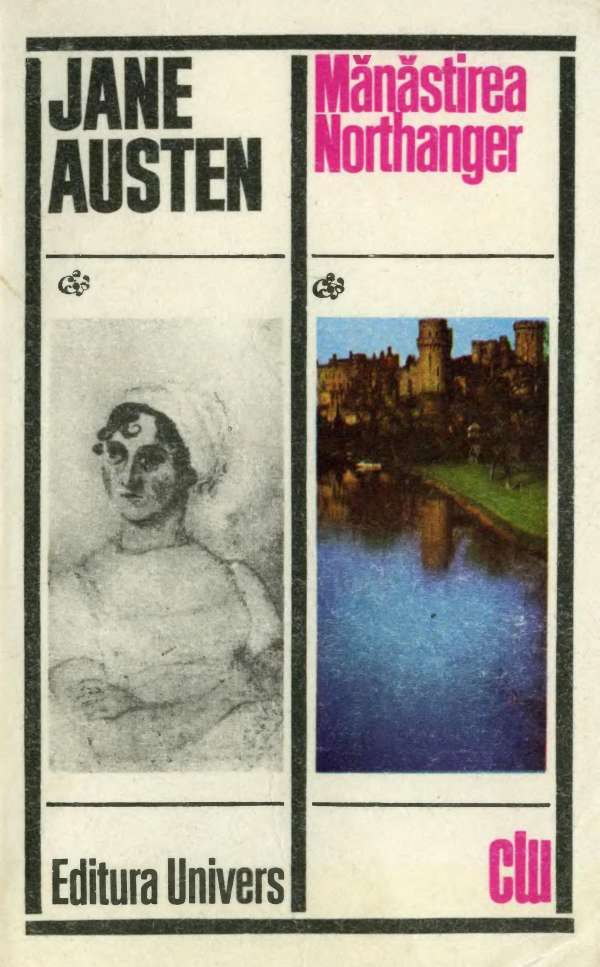 JANE
AUSTEN
Mănăstirea
Northanger
Editura Univers
clu